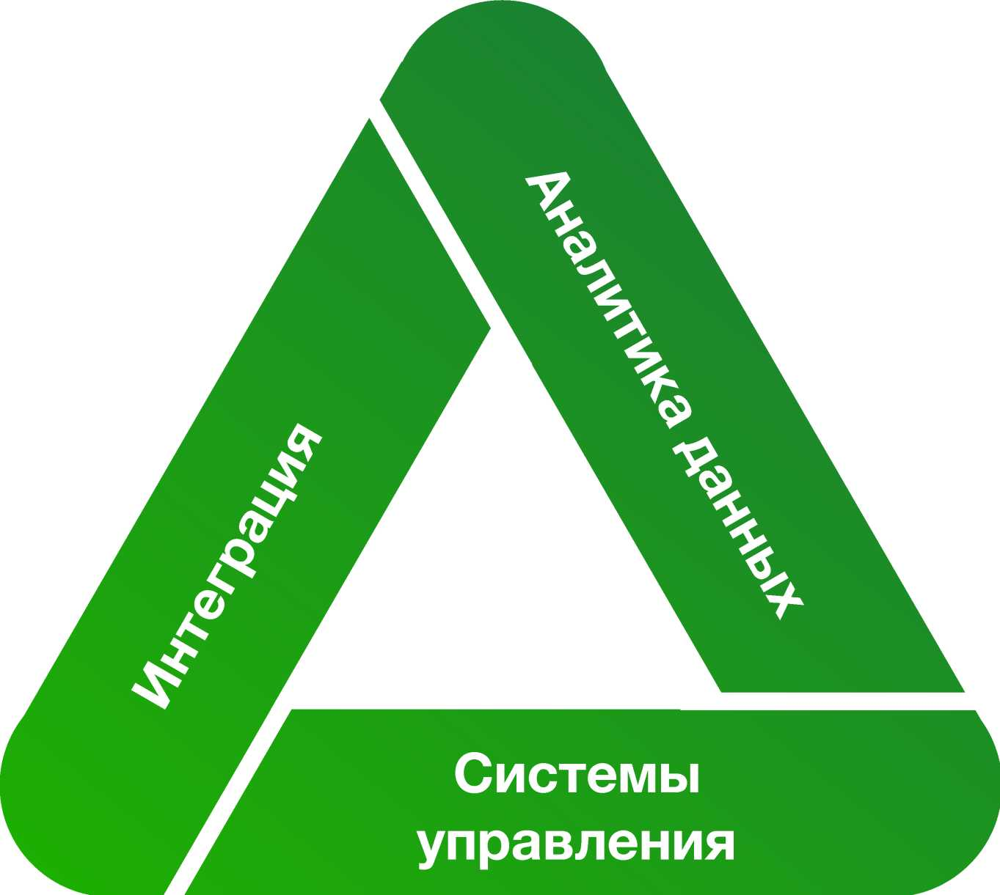 Аналитика данных
Интеграция
Системы
управления